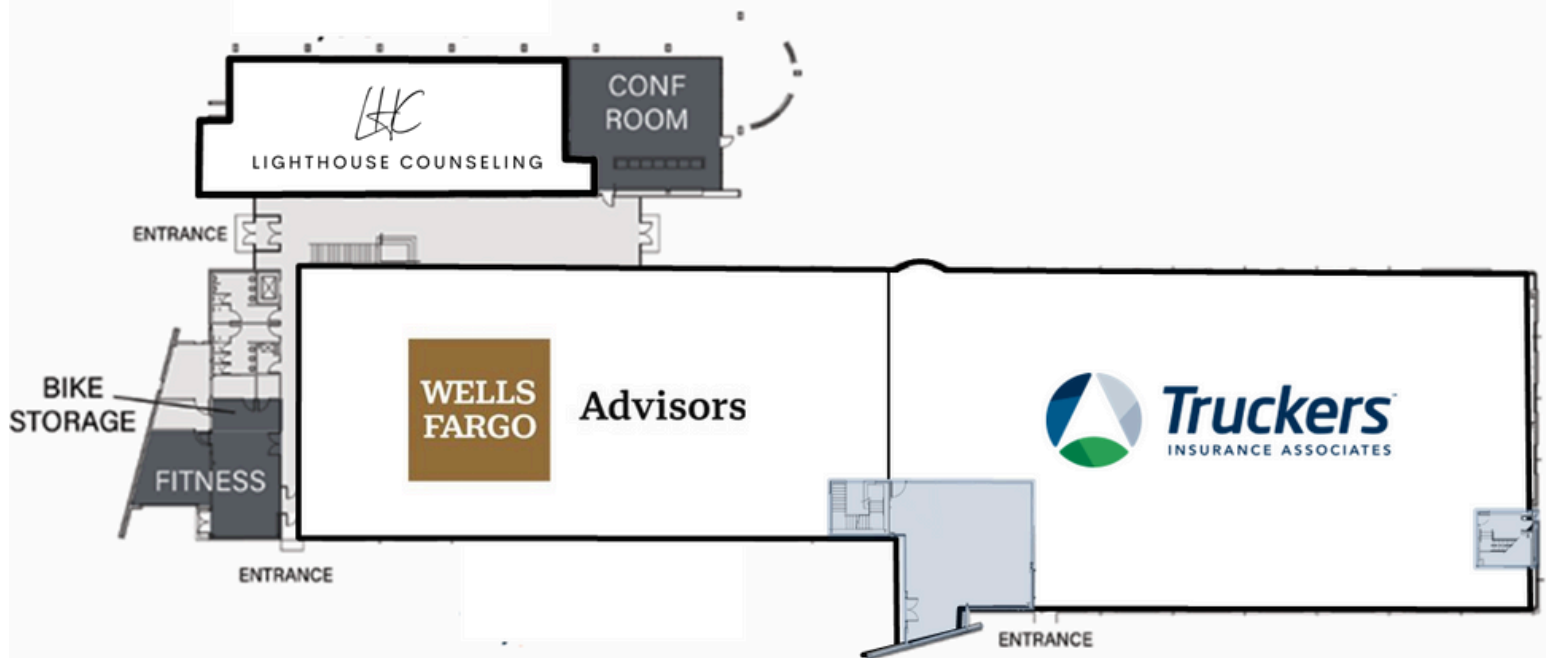 CONF
ROOM
LHC
LIGHTHOUSE COUNSELING
ENTRANCE
WELLS
FARGO
Advisors
Truckers
INSURANCE ASSOCIATES
BIKE
STORAGE
FITNESS
ENTRANCE
ENTRANCE